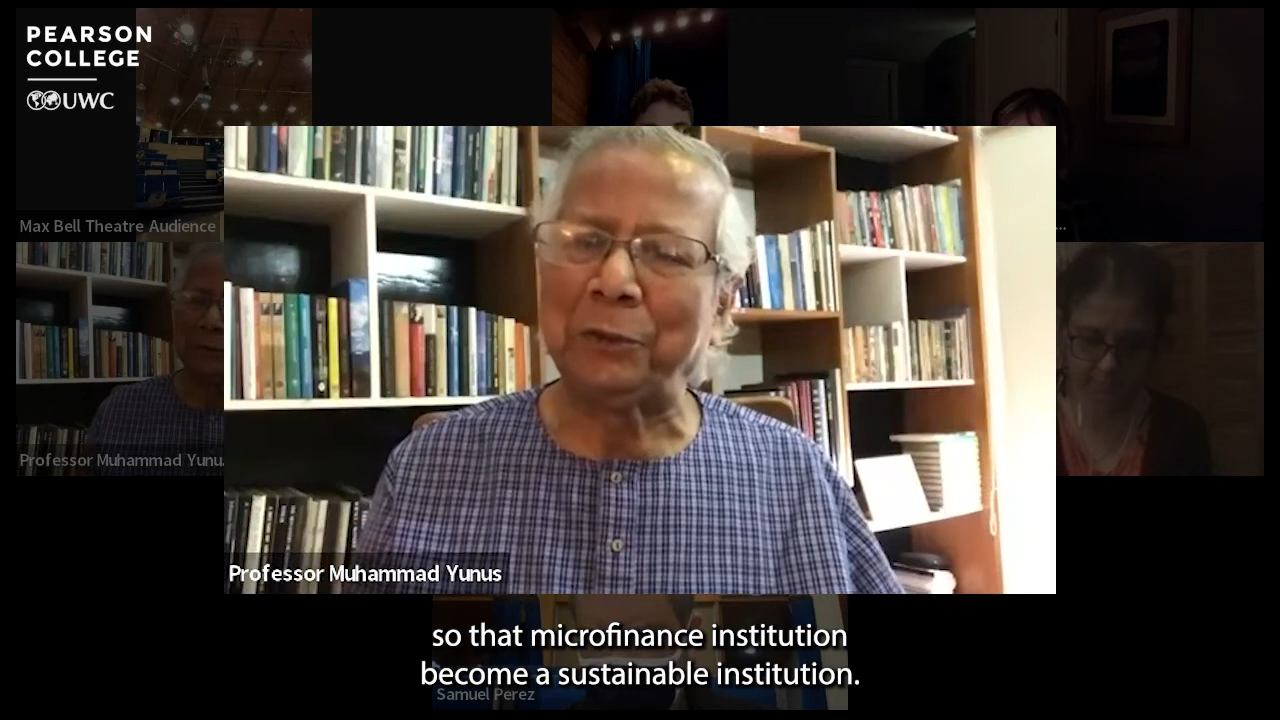 PEARSON
COLLEGE
UWC
Max Bell Theatre Audience
...
Professor Muhammad Yunu
Professor Muhammad Yunus
so that microfinance institution
become a sustainable institution.
Samuel Perez